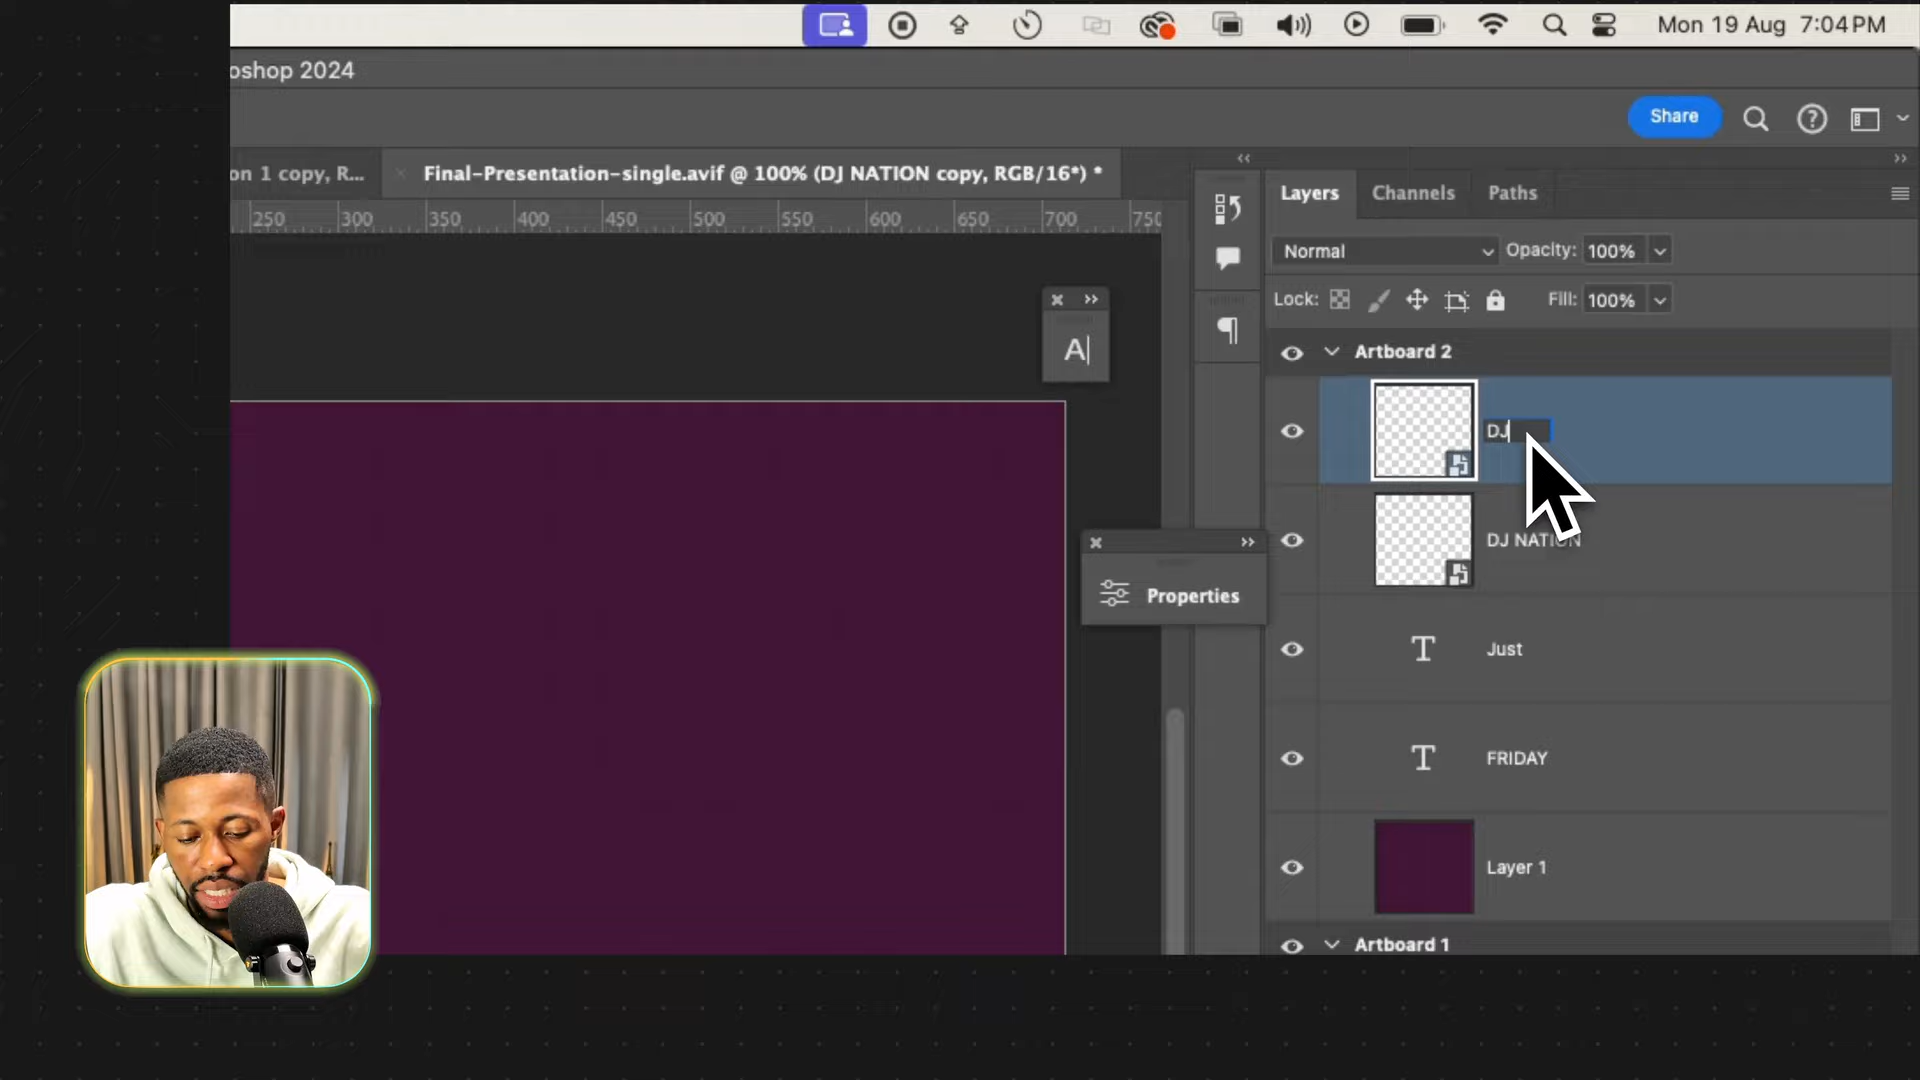 Mon 19 Aug 7:04 PM
oshop 2024
Share
on 1 copy, R...
Final-Presentation-single.avif @ 100% (DJ NATION copy, RGB/16*) *
250 300 350 400 450 500 550 600 650 700 750
Layers Channels Paths
Normal Opacity: 100%
Lock: Fill: 100%
Artboard 2
A|
DJ
DJ NATION
Properties
T Just
T FRIDAY
Layer 1
Artboard 1